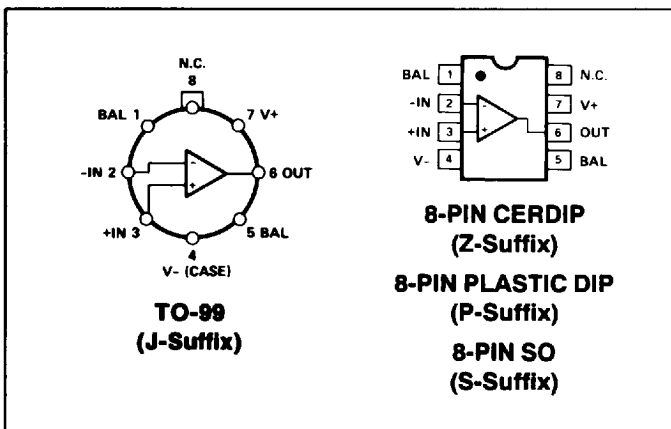 N.C.
8
BAL 1
7 V+
-IN 2
-
+
6 OUT
+IN 3
5 BAL
4
V- (CASE)
TO-99
(J-Suffix)
BAL 1
8 N.C.
-IN 2
-
7 V+
+IN 3
+
6 OUT
V- 4
5 BAL
8-PIN CERDIP
(Z-Suffix)
8-PIN PLASTIC DIP
(P-Suffix)
8-PIN SO
(S-Suffix)